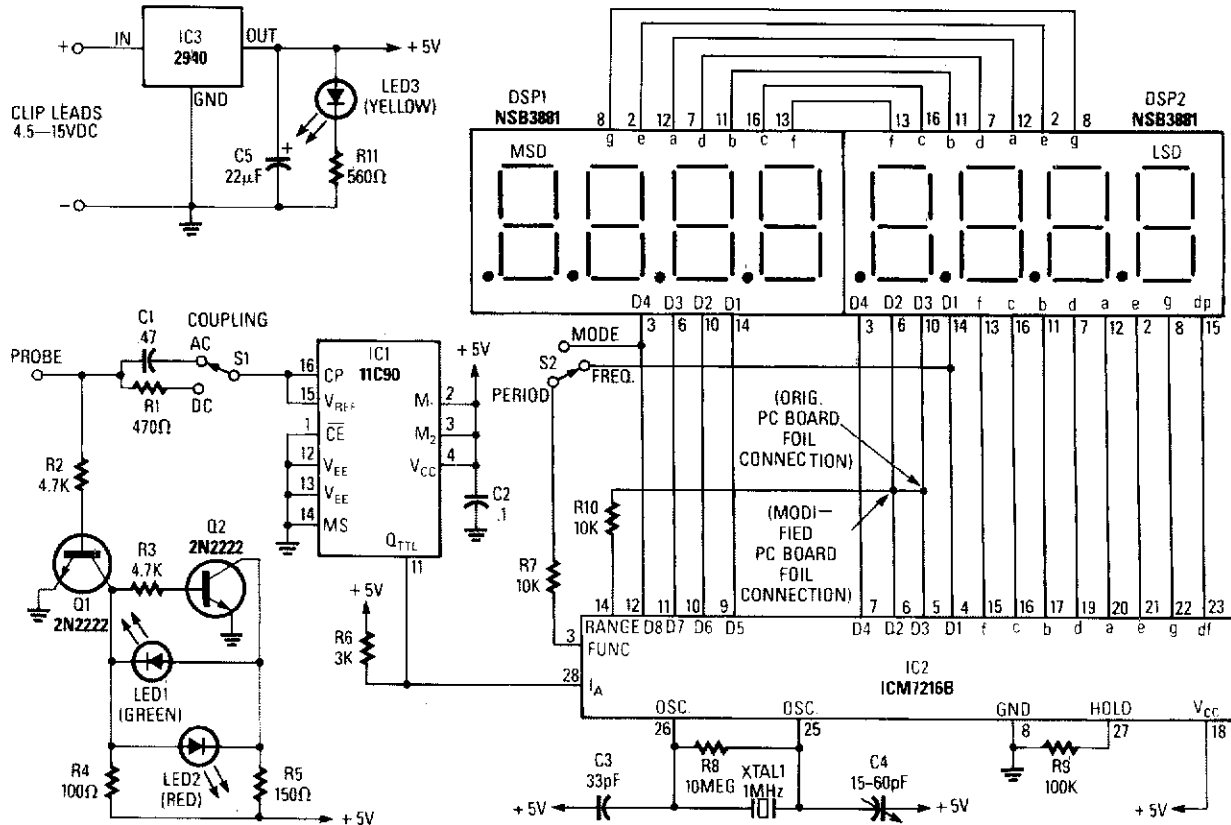 IC3
2940
IN
OUT
GND
+
+5V
CLIP LEADS
4.5—15VDC
−
C5
22µF
+
LED3
(YELLOW)
R11
560Ω
DSP1
NSB3881
DSP2
NSB3881
8 2 12 7 11 16 13
g e a d b c f
13 16 11 7 12 2 8
f c b d a e g
MSD
LSD
D4 D3 D2 D1
3 6 10 14
D4 D2 D3 D1 f c b d a e g dp
3 6 10 14 13 16 11 7 12 2 8 15
PROBE
C1
.47
R1
470Ω
COUPLING
AC
S1
DC
IC1
11C90
16 CP
15 VREF
1 CE
12 VEE
13 VEE
14 MS
M1 2
M2 3
VCC 4
QTTL
11
+5V
C2
.1
R2
4.7K
Q1
2N2222
R3
4.7K
Q2
2N2222
LED1
(GREEN)
LED2
(RED)
R4
100Ω
R5
150Ω
+5V
+5V
R6
3K
MODE
S2
FREQ.
PERIOD
R7
10K
R10
10K
(ORIG.
PC BOARD
FOIL
CONNECTION)
(MODI—
FIED
PC BOARD
FOIL
CONNECTION)
14 12 11 10 9 7 6 5 4 15 16 17 19 20 21 22 23
RANGE D8 D7 D6 D5 D4 D2 D3 D1 f c b d a e g df
3 FUNC
28 IA
IC2
ICM7216B
OSC.
26
OSC.
25
GND
8
HOLD
27
VCC
18
C3
33pF
R8
10MEG
XTAL1
1MHz
C4
15-60pF
R9
100K
+5V
+5V
+5V